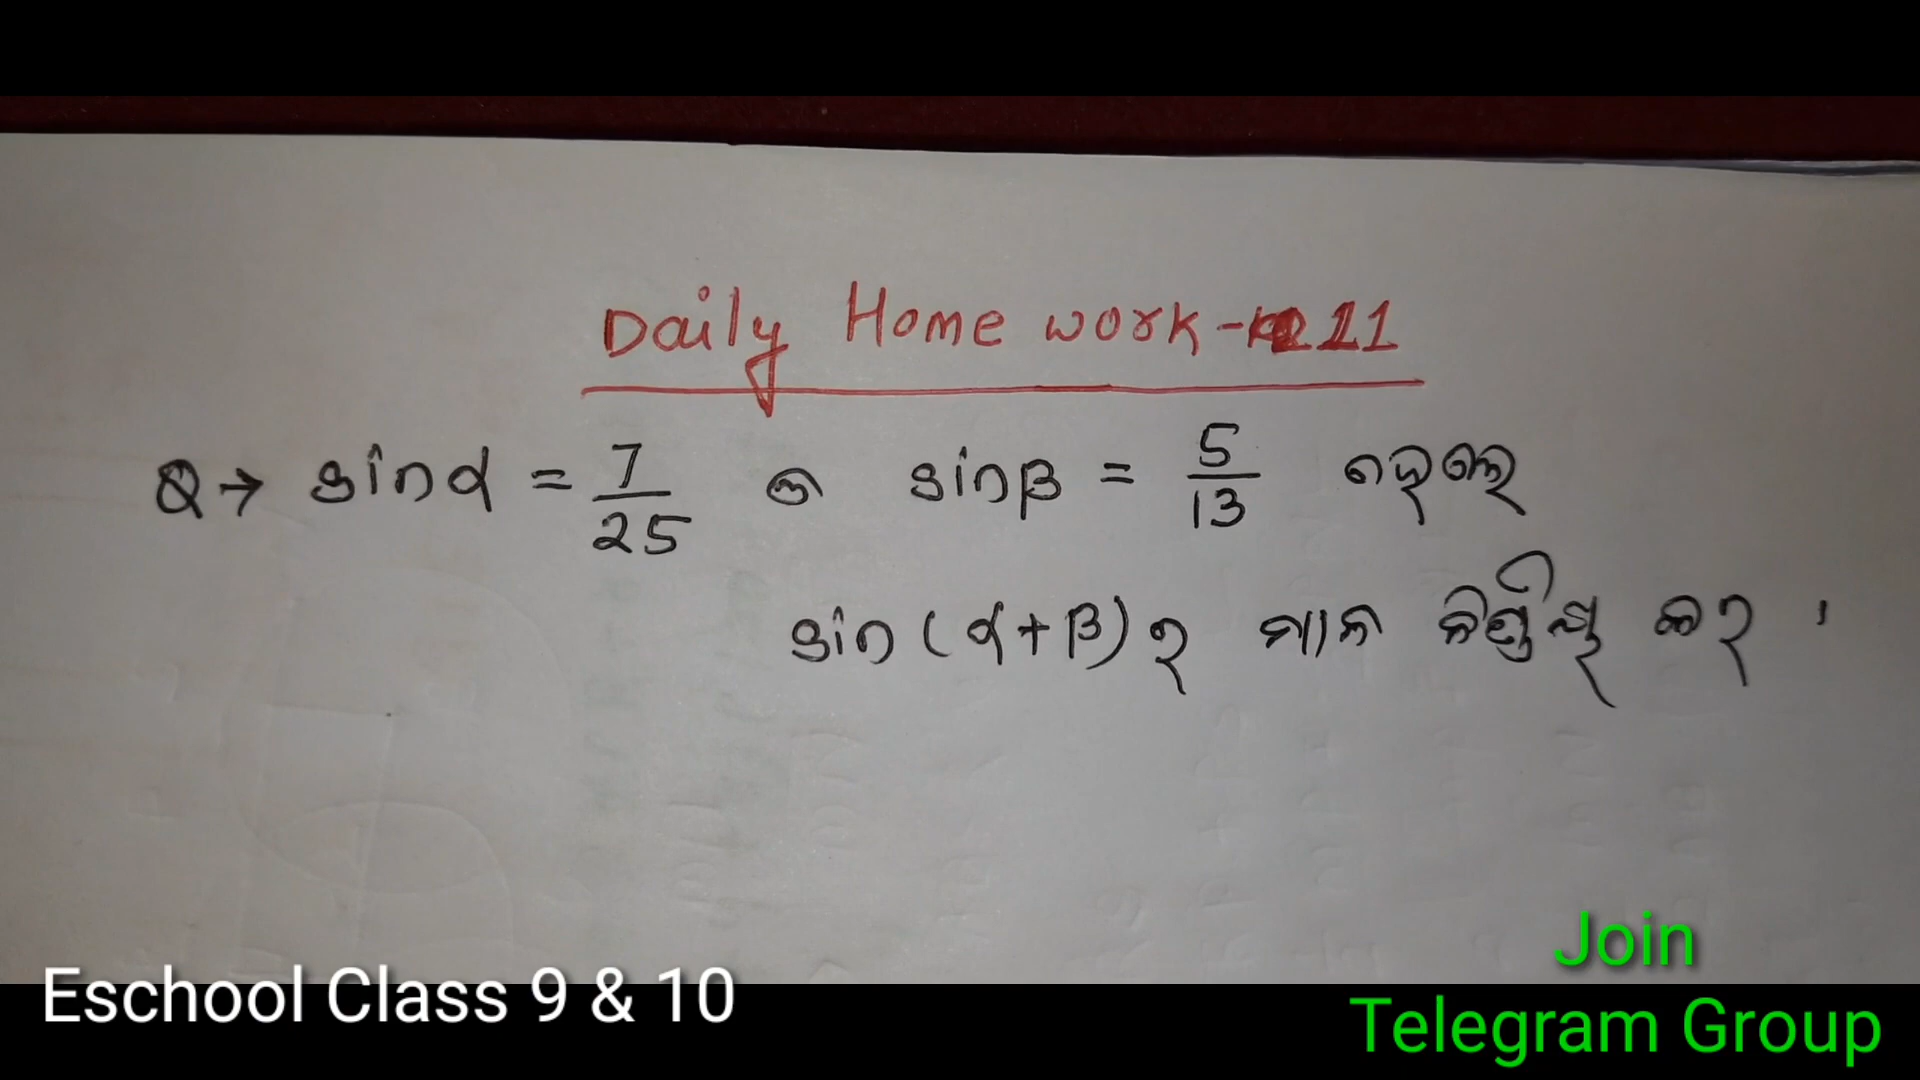 Daily Home work-11
Q → sinα = 7/25 ଓ sinβ = 5/13 ହେଲେ
sin(α+β)ର ମାନ ନିର୍ଣ୍ଣୟ କର ।
Join
Eschool Class 9 & 10
Telegram Group